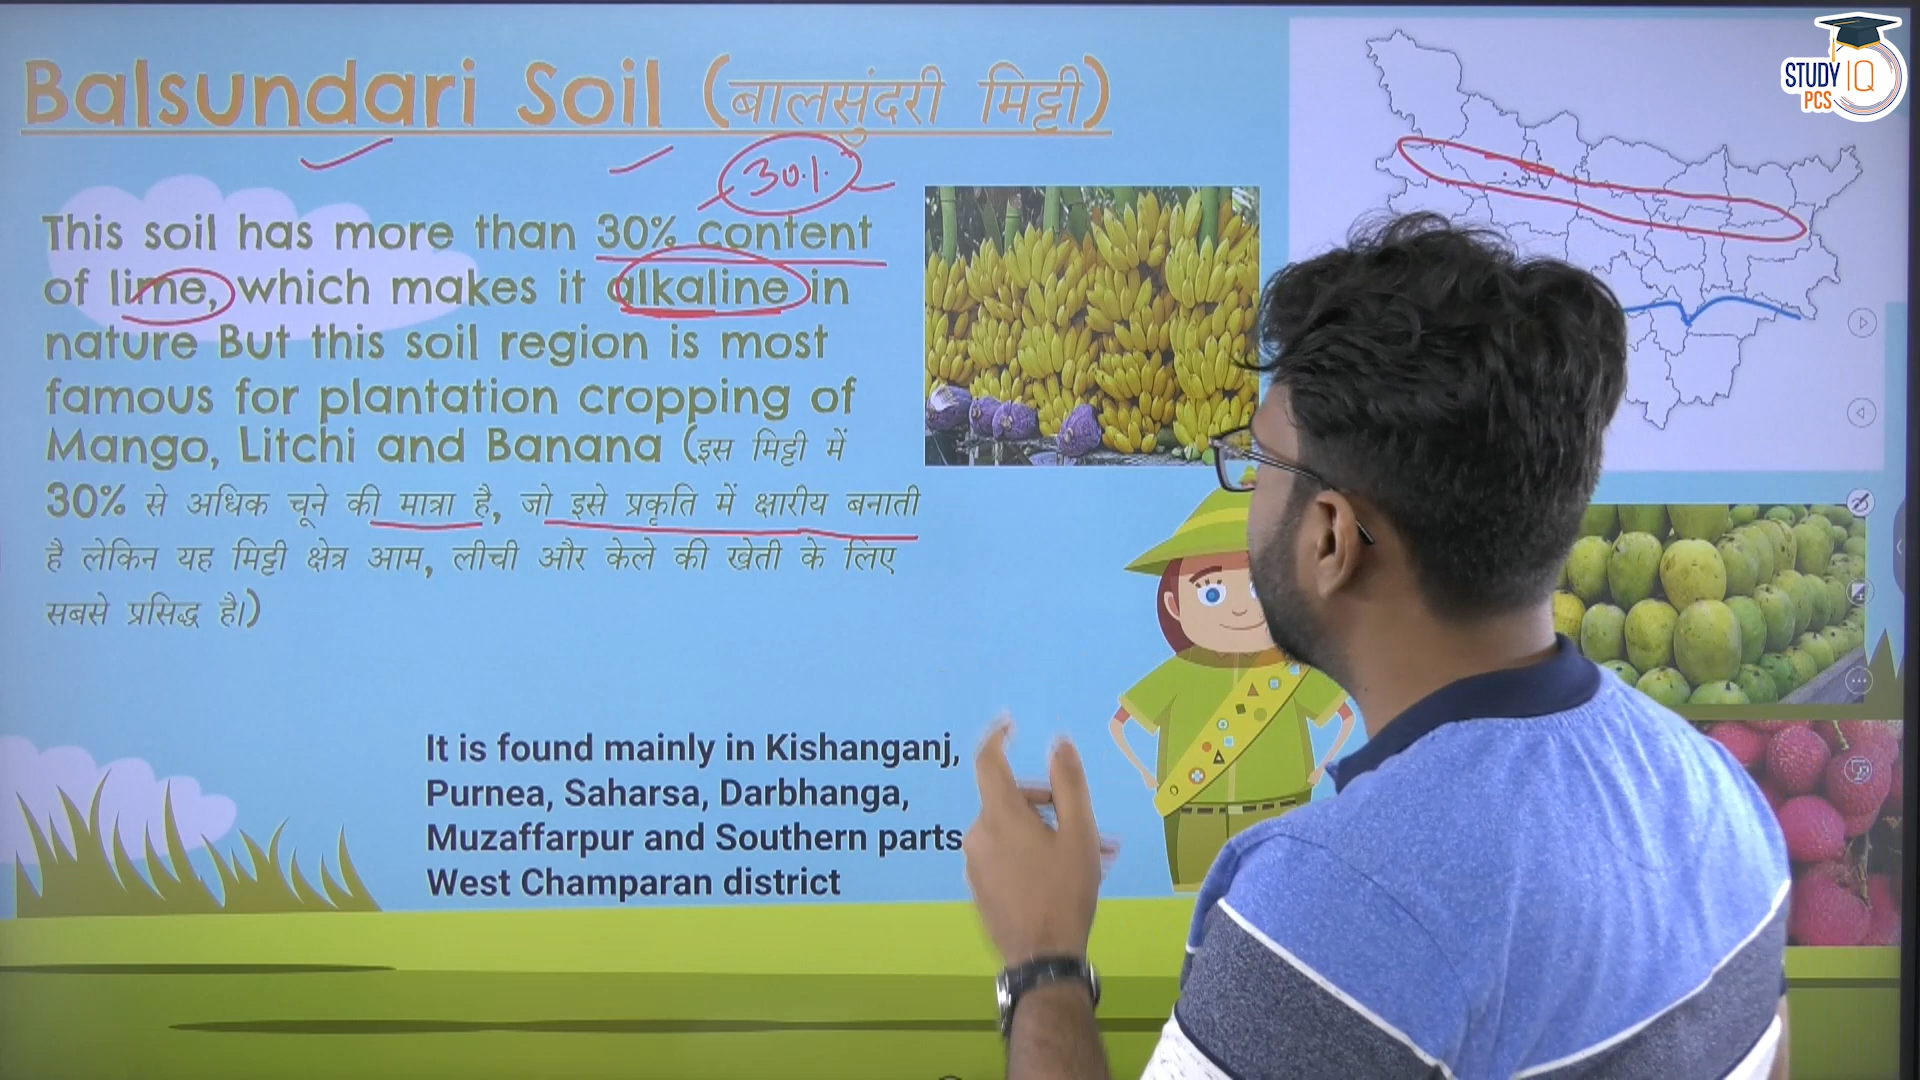 Balsundari Soil (बालसुंदरी मिट्टी)
30%
This soil has more than 30% content
of lime, which makes it alkaline in
nature But this soil region is most
famous for plantation cropping of
Mango, Litchi and Banana (इस मिट्टी में
30% से अधिक चूने की मात्रा है, जो इसे प्रकृति में क्षारीय बनाती
है लेकिन यह मिट्टी क्षेत्र आम, लीची और केले की खेती के लिए
सबसे प्रसिद्ध है।)
It is found mainly in Kishanganj,
Purnea, Saharsa, Darbhanga,
Muzaffarpur and Southern parts
West Champaran district
STUDY IQ
PCS